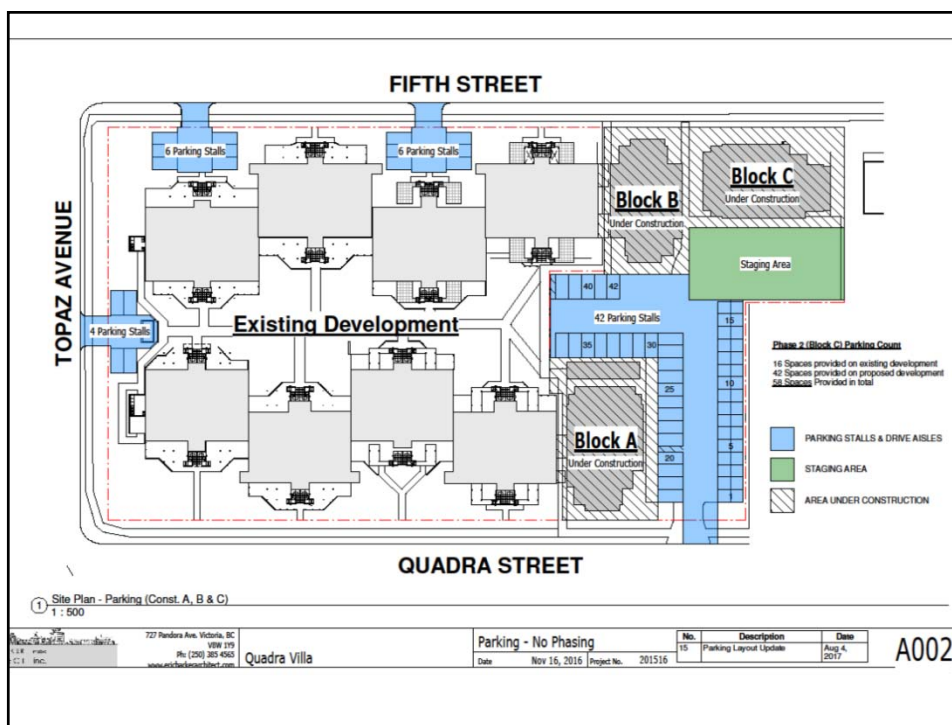 FIFTH STREET
6 Parking Stalls
6 Parking Stalls
Block B
Under Construction
Block C
Under Construction
Staging Area
TOPAZ AVENUE
4 Parking Stalls
Existing Development
40
42
42 Parking Stalls
35
30
25
20
15
10
5
1
Block A
Under Construction
Phase 2 (Block C) Parking Count
16 Spaces provided on existing development
42 Spaces provided on proposed development
58 Spaces Provided in total
PARKING STALLS & DRIVE AISLES
STAGING AREA
AREA UNDER CONSTRUCTION
QUADRA STREET
1 Site Plan - Parking (Const. A, B & C)
1 : 500
727 Pandora Ave. Victoria, BC
V8W 1Y9
Ph: (250) 385 4565
www.erichbarkerarchitect.com
Quadra Villa
Parking - No Phasing
Date Nov 16, 2016 Project No. 201516
No. Description Date
15 Parking Layout Update Aug 4, 2017
A002